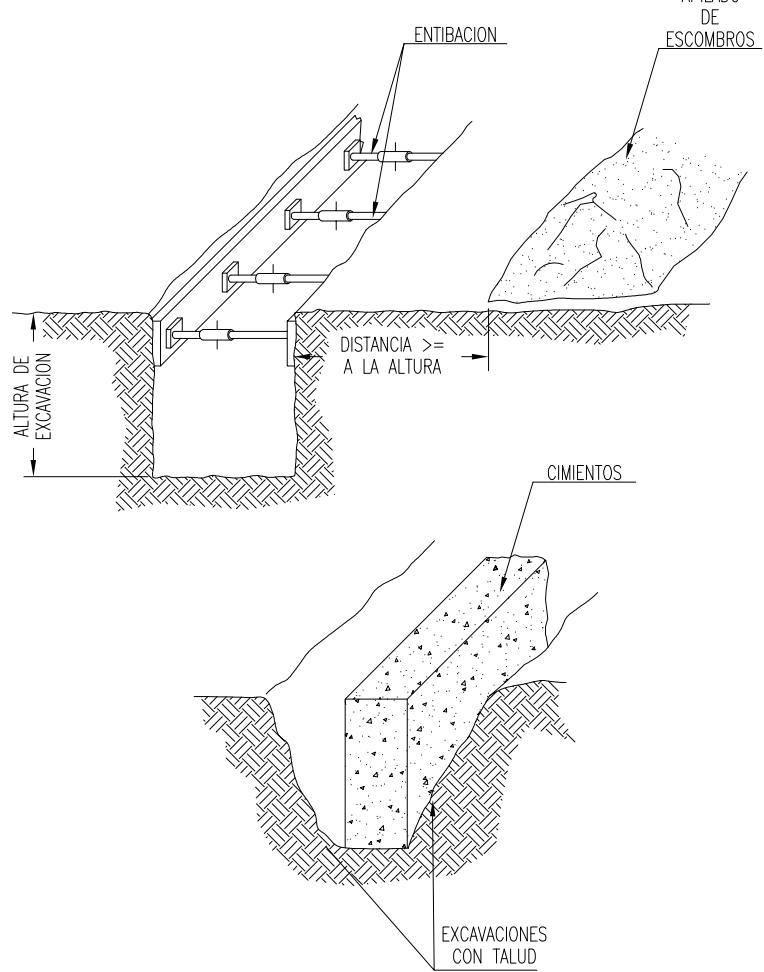 DE
ESCOMBROS
ENTIBACION
DISTANCIA >=
A LA ALTURA
ALTURA DE
EXCAVACION
CIMIENTOS
EXCAVACIONES
CON TALUD